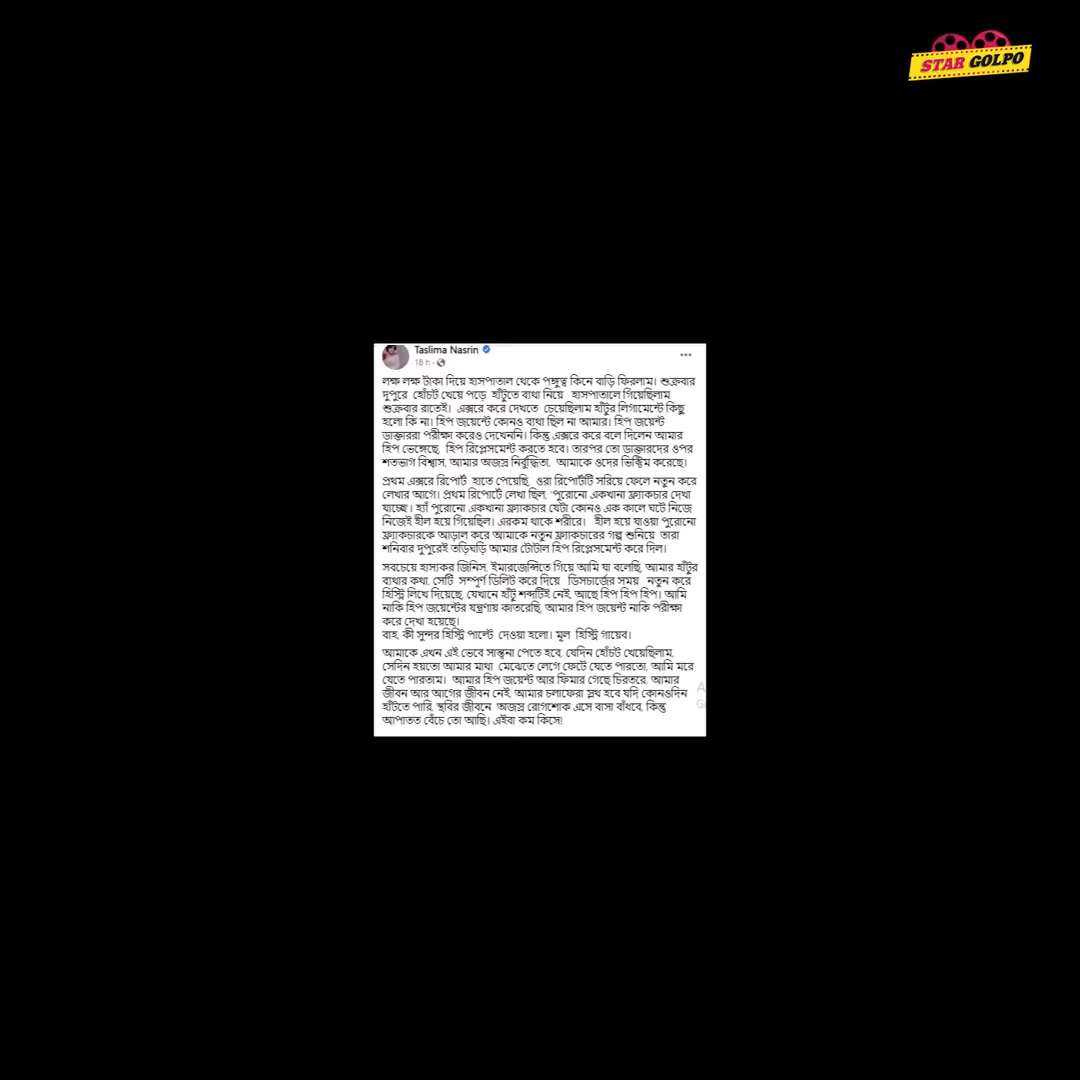 STAR GOLPO
Taslima Nasrin
18 h
লক্ষ লক্ষ টাকা দিয়ে হাসপাতাল থেকে পঙ্গুত্ব কিনে বাড়ি ফিরলাম। শুক্রবার
দুপুরে হোঁচট খেয়ে পড়ে হাঁটুতে ব্যথা নিয়ে হাসপাতালে গিয়েছিলাম
শুক্রবার রাতেই। এক্সরে করে দেখতে চেয়েছিলাম হাঁটুর লিগামেন্টে কিছু
হলো কি না। হিপ জয়েন্টে কোনও ব্যথা ছিল না আমার। হিপ জয়েন্ট
ডাক্তাররা পরীক্ষা করেও দেখেননি। কিন্তু এক্সরে করে বলে দিলেন আমার
হিপ ভেঙ্গেছে, হিপ রিপ্লেসমেন্ট করতে হবে। তারপর তো ডাক্তারদের ওপর
শতভাগ বিশ্বাস, আমার অজস্র নির্বুদ্ধিতা, আমাকে ওদের ভিক্টিম করেছে।
প্রথম এক্সরে রিপোর্ট হাতে পেয়েছি, ওরা রিপোর্টটি সরিয়ে ফেলে নতুন করে
লেখার আগে। প্রথম রিপোর্টে লেখা ছিল, 'পুরোনো একখানা ফ্র্যাকচার দেখা
যাচ্ছে'। হ্যাঁ পুরোনো একখানা ফ্র্যাকচার যেটা কোনও এক কালে ঘটে নিজে
নিজেই হীল হয়ে গিয়েছিল। এরকম থাকে শরীরে। হীল হয়ে যাওয়া পুরোনো
ফ্র্যাকচারকে আড়াল করে আমাকে নতুন ফ্র্যাকচারের গল্প শুনিয়ে তারা
শনিবার দুপুরেই তড়িঘড়ি আমার টোটাল হিপ রিপ্লেসমেন্ট করে দিল।
সবচেয়ে হাস্যকর জিনিস, ইমারজেন্সিতে গিয়ে আমি যা বলেছি, আমার হাঁটুর
ব্যথার কথা, সেটি সম্পূর্ণ ডিলিট করে দিয়ে ডিসচার্জের সময় নতুন করে
হিস্ট্রি লিখে দিয়েছে, যেখানে হাঁটু শব্দটিই নেই, আছে হিপ হিপ হিপ। আমি
নাকি হিপ জয়েন্টের যন্ত্রণায় কাতরেছি, আমার হিপ জয়েন্ট নাকি পরীক্ষা
করে দেখা হয়েছে।
বাহ, কী সুন্দর হিস্ট্রি পাল্টে দেওয়া হলো। মূল হিস্ট্রি গায়েব।
আমাকে এখন এই ভেবে সান্ত্বনা পেতে হবে, যেদিন হোঁচট খেয়েছিলাম,
সেদিন হয়তো আমার মাথা মেঝেতে লেগে ফেটে যেতে পারতো, আমি মরে
যেতে পারতাম। আমার হিপ জয়েন্ট আর ফিমার গেছে চিরতরে, আমার
জীবন আর আগের জীবন নেই, আমার চলাফেরা স্লথ হবে যদি কোনওদিন
হাঁটতে পারি, স্থবির জীবনে অজস্র রোগশোক এসে বাসা বাঁধবে, কিন্তু
আপাতত বেঁচে তো আছি। এইবা কম কিসে!